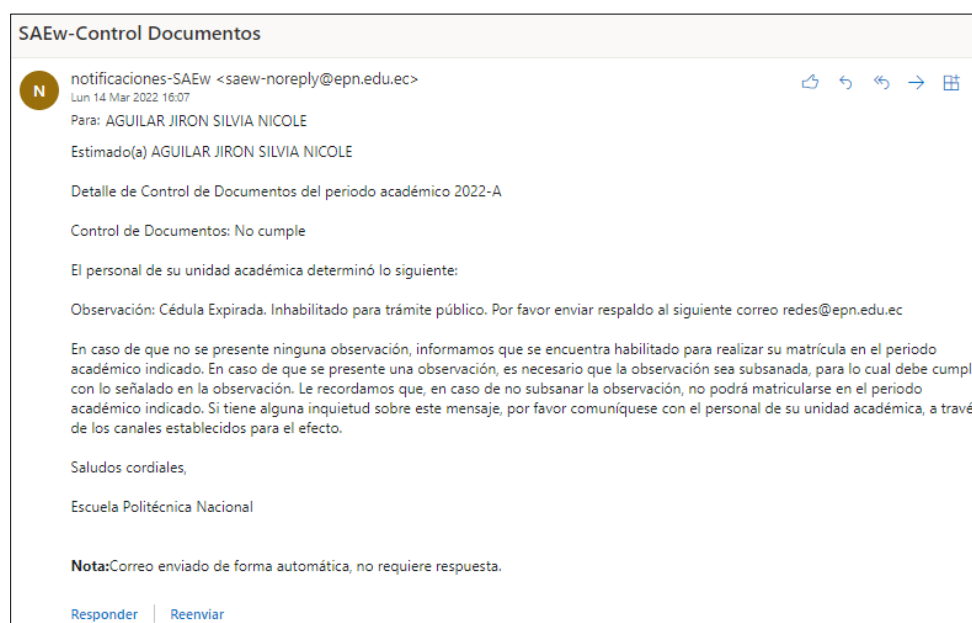 SAEw-Control Documentos
N
notificaciones-SAEw <saew-noreply@epn.edu.ec>
Lun 14 Mar 2022 16:07
Para: AGUILAR JIRON SILVIA NICOLE
Estimado(a) AGUILAR JIRON SILVIA NICOLE
Detalle de Control de Documentos del periodo académico 2022-A
Control de Documentos: No cumple
El personal de su unidad académica determinó lo siguiente:
Observación: Cédula Expirada. Inhabilitado para trámite público. Por favor enviar respaldo al siguiente correo redes@epn.edu.ec
En caso de que no se presente ninguna observación, informamos que se encuentra habilitado para realizar su matrícula en el periodo
académico indicado. En caso de que se presente una observación, es necesario que la observación sea subsanada, para lo cual debe cumpl
con lo señalado en la observación. Le recordamos que, en caso de no subsanar la observación, no podrá matricularse en el periodo
académico indicado. Si tiene alguna inquietud sobre este mensaje, por favor comuníquese con el personal de su unidad académica, a travé
de los canales establecidos para el efecto.
Saludos cordiales,
Escuela Politécnica Nacional
Nota:Correo enviado de forma automática, no requiere respuesta.
Responder Reenviar